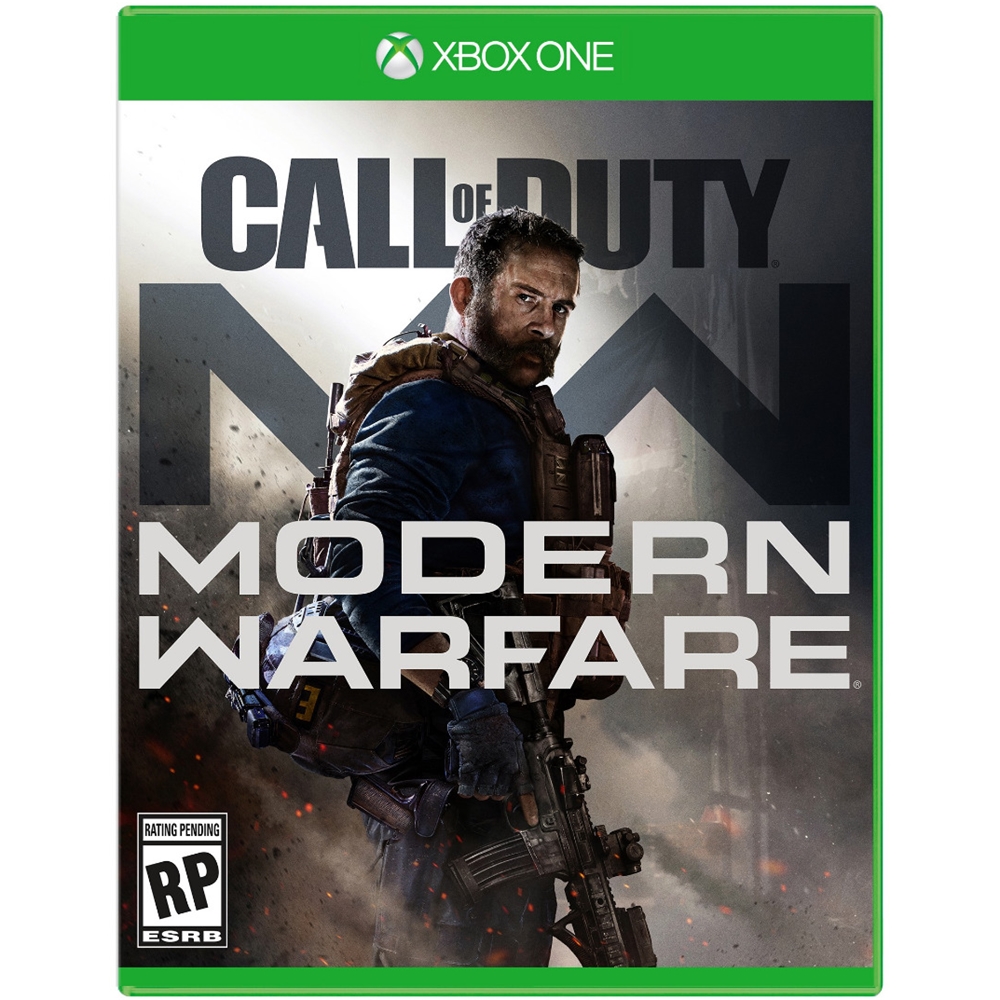 XBOX ONE
CALL OF DUTY
MW
MODERN
WARFARE®
RATING PENDING
RP
ESRB